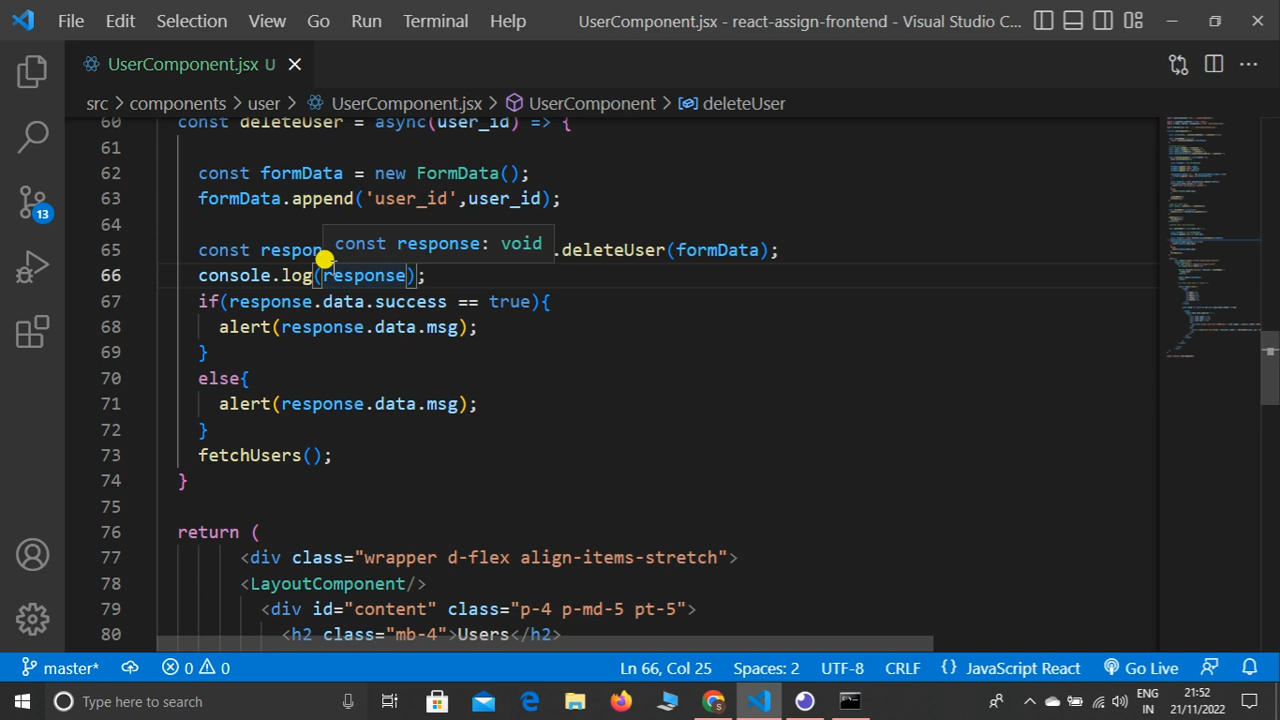 File Edit Selection View Go Run Terminal Help UserComponent.jsx - react-assign-frontend - Visual Studio C...
UserComponent.jsx U
src > components > user > UserComponent.jsx > UserComponent > deleteUser
60 const deleteUser = async(user_id) => {
61
62 const formData = new FormData();
63 formData.append('user_id',user_id);
64
const response: void
65 const respon .deleteUser(formData);
66 console.log(response);
67 if(response.data.success == true){
68 alert(response.data.msg);
69 }
70 else{
71 alert(response.data.msg);
72 }
73 fetchUsers();
74 }
75
76 return (
77 <div class="wrapper d-flex align-items-stretch">
78 <LayoutComponent/>
79 <div id="content" class="p-4 p-md-5 pt-5">
80 <h2 class="mb-4">Users</h2>
13
master* 0 0 Ln 66, Col 25 Spaces: 2 UTF-8 CRLF {} JavaScript React Go Live
Type here to search
ENG
IN
21:52
21/11/2022